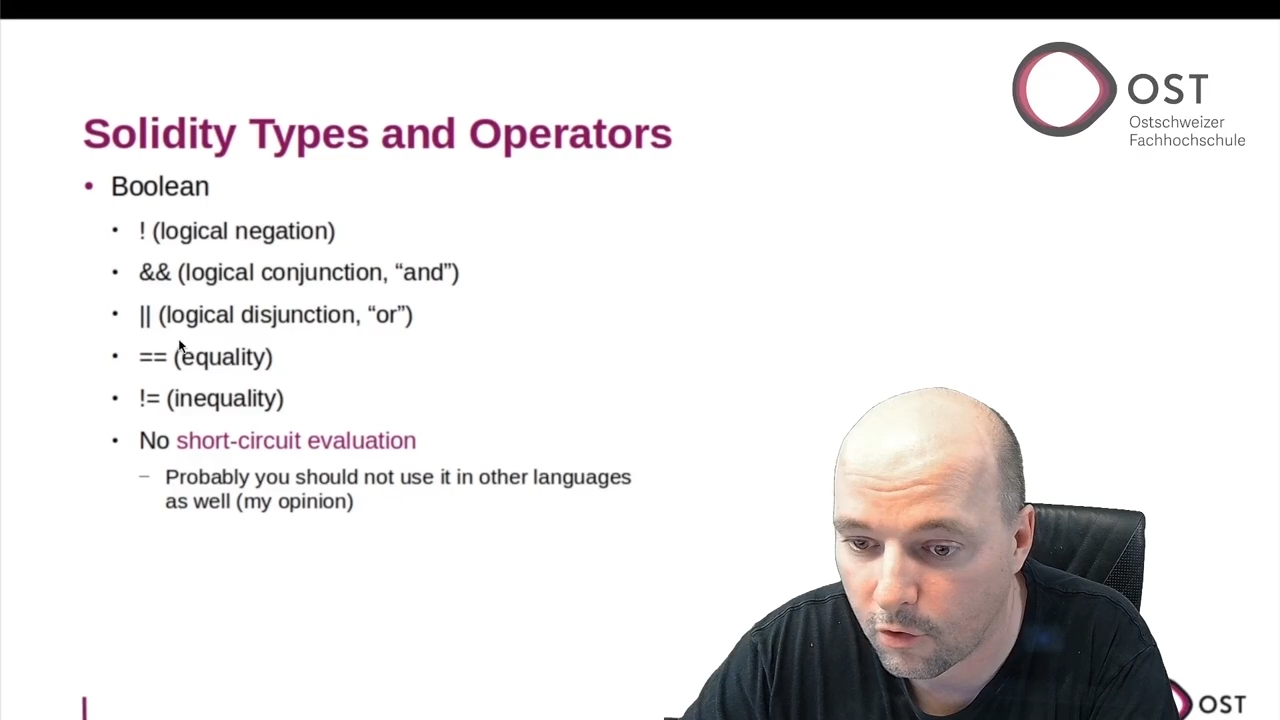 OST
Ostschweizer
Fachhochschule
Solidity Types and Operators
• Boolean
• ! (logical negation)
• && (logical conjunction, “and”)
• || (logical disjunction, “or”)
• == (equality)
• != (inequality)
• No short-circuit evaluation
– Probably you should not use it in other languages
as well (my opinion)
OST